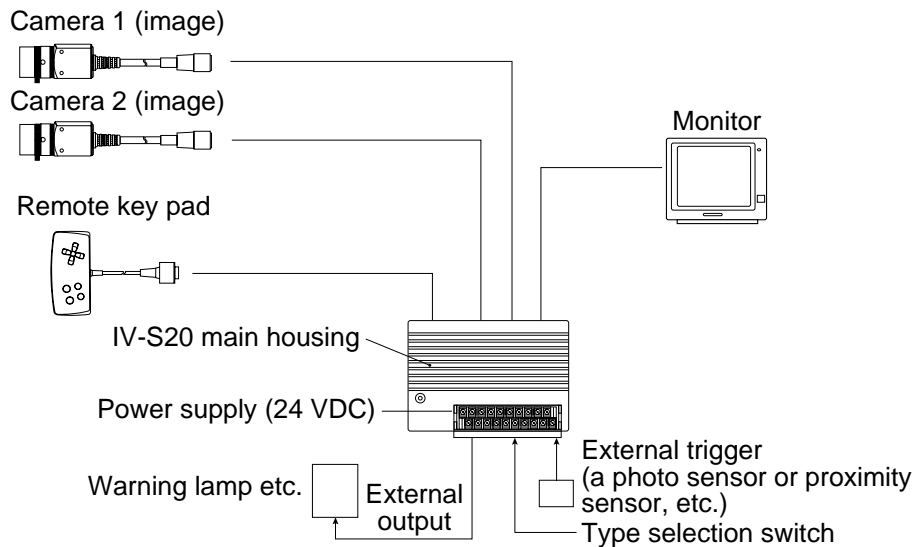 Camera 1 (image)
Camera 2 (image)
Monitor
Remote key pad
IV-S20 main housing
Power supply (24 VDC)
External trigger
(a photo sensor or proximity
sensor, etc.)
Warning lamp etc.
External
output
Type selection switch